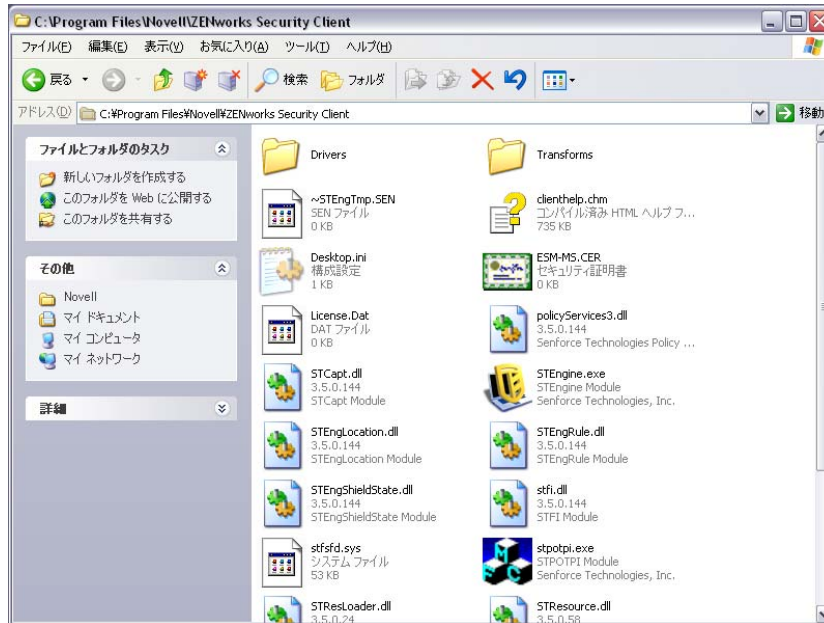 C:\Program Files\Novell\ZENworks Security Client
ファイル(F) 編集(E) 表示(V) お気に入り(A) ツール(T) ヘルプ(H)
戻る 検索 フォルダ
アドレス(D) C:¥Program Files¥Novell¥ZENworks Security Client 移動
ファイルとフォルダのタスク
新しいフォルダを作成する
このフォルダを Web に公開する
このフォルダを共有する
その他
Novell
マイ ドキュメント
マイ コンピュータ
マイ ネットワーク
詳細
Drivers
Transforms
~STEngTmp.SEN
SEN ファイル
0 KB
clienthelp.chm
コンパイル済み HTML ヘルプ フ...
735 KB
Desktop.ini
構成設定
1 KB
ESM-MS.CER
セキュリティ証明書
0 KB
License.Dat
DAT ファイル
0 KB
policyServices3.dll
3.5.0.144
Senforce Technologies Policy ...
STCapt.dll
3.5.0.144
STCapt Module
STEngine.exe
STEngine Module
Senforce Technologies, Inc.
STEngLocation.dll
3.5.0.144
STEngLocation Module
STEngRule.dll
3.5.0.144
STEngRule Module
STEngShieldState.dll
3.5.0.144
STEngShieldState Module
stfi.dll
3.5.0.144
STFI Module
stfsfd.sys
システム ファイル
53 KB
stpotpi.exe
STPOTPI Module
Senforce Technologies, Inc.
STResLoader.dll
3.5.0.24
STResource.dll
3.5.0.58